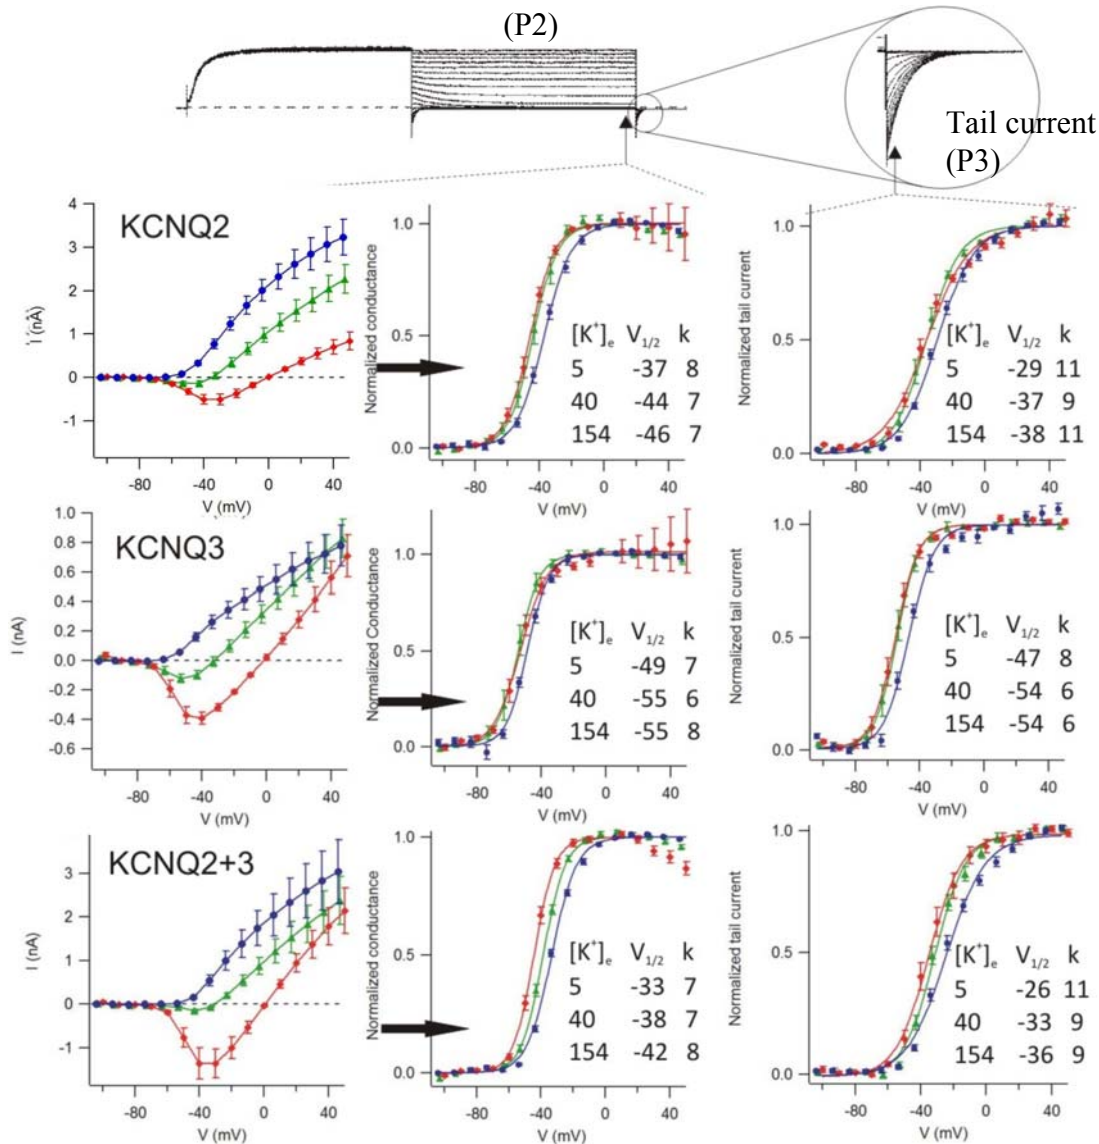 (P2)
Tail current
(P3)
KCNQ2
I (nA)
4
3
2
1
0
-1
-80 -40 0 40
V (mV)
Normalized conductance
1.0
0.5
0.0
[K+]e V1/2 k
5 -37 8
40 -44 7
154 -46 7
-80 -40 0 40
V (mV)
Normalized tail current
1.0
0.5
0.0
[K+]e V1/2 k
5 -29 11
40 -37 9
154 -38 11
-80 -40 0 40
V (mV)
KCNQ3
I (nA)
1.0
0.8
0.6
0.4
0.2
0.0
-0.2
-0.4
-0.6
-80 -40 0 40
V (mV)
Normalized Conductance
1.0
0.5
0.0
[K+]e V1/2 k
5 -49 7
40 -55 6
154 -55 8
-80 -40 0 40
V (mV)
Normalized tail current
1.0
0.5
0.0
[K+]e V1/2 k
5 -47 8
40 -54 6
154 -54 6
-80 -40 0 40
V (mV)
KCNQ2+3
I (nA)
3
2
1
0
-1
-80 -40 0 40
V (mV)
Normalized conductance
1.0
0.5
0.0
[K+]e V1/2 k
5 -33 7
40 -38 7
154 -42 8
-80 -40 0 40
V (mV)
Normalized tail current
1.0
0.5
0.0
[K+]e V1/2 k
5 -26 11
40 -33 9
154 -36 9
-80 -40 0 40
V (mV)